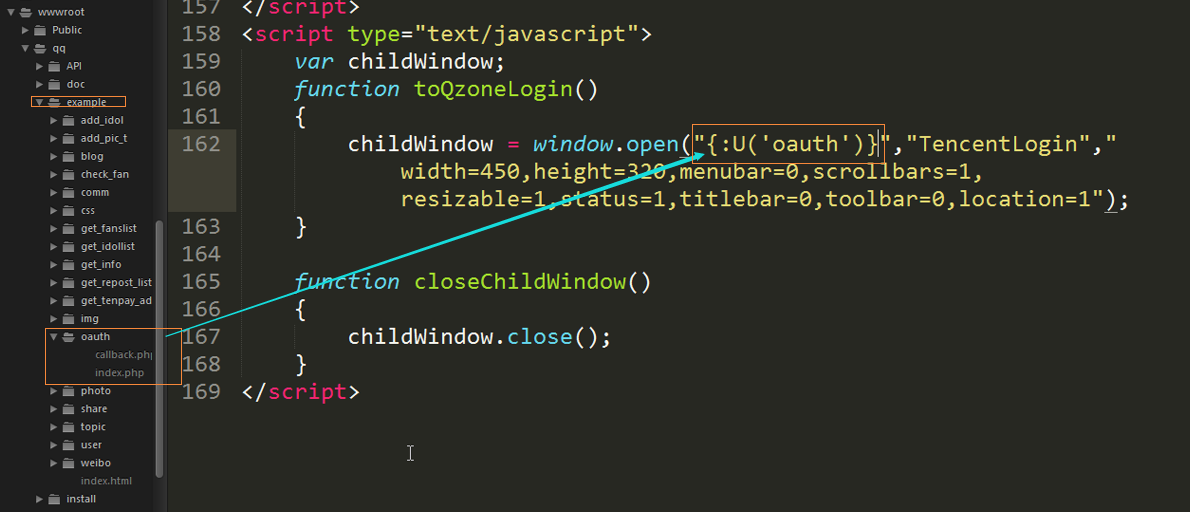 wwwroot
Public
qq
API
doc
example
add_idol
add_pic_t
blog
check_fan
comm
css
get_fanslist
get_idollist
get_info
get_repost_list
get_tenpay_ad
img
oauth
callback.ph
index.php
photo
share
topic
user
weibo
index.html
install
157 </script>
158 <script type="text/javascript">
159 var childWindow;
160 function toQzoneLogin()
161 {
162 childWindow = window.open("{:U('oauth')}","TencentLogin","
width=450,height=320,menubar=0,scrollbars=1,
resizable=1,status=1,titlebar=0,toolbar=0,location=1");
163 }
164
165 function closeChildWindow()
166 {
167 childWindow.close();
168 }
169 </script>